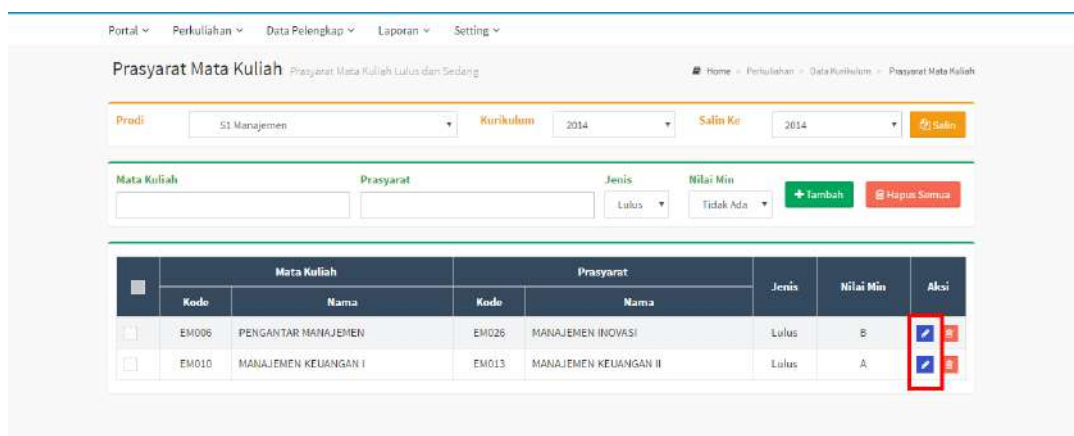 Portal Perkuliahan Data Pelengkap Laporan Setting
Prasyarat Mata Kuliah Prasyarat Mata Kuliah Lulus dan Sedang Home > Perkuliahan > Data Kurikulum > Prasyarat Mata Kuliah
Prodi S1 Manajemen Kurikulum 2014 Salin Ke 2014 Salin
Mata Kuliah Prasyarat Jenis Nilai Min
Lulus Tidak Ada Tambah Hapus Semua
Mata Kuliah Prasyarat Jenis Nilai Min Aksi
Kode Nama Kode Nama
EM006 PENGANTAR MANAJEMEN EM026 MANAJEMEN INOVASI Lulus B
EM010 MANAJEMEN KEUANGAN I EM013 MANAJEMEN KEUANGAN II Lulus A